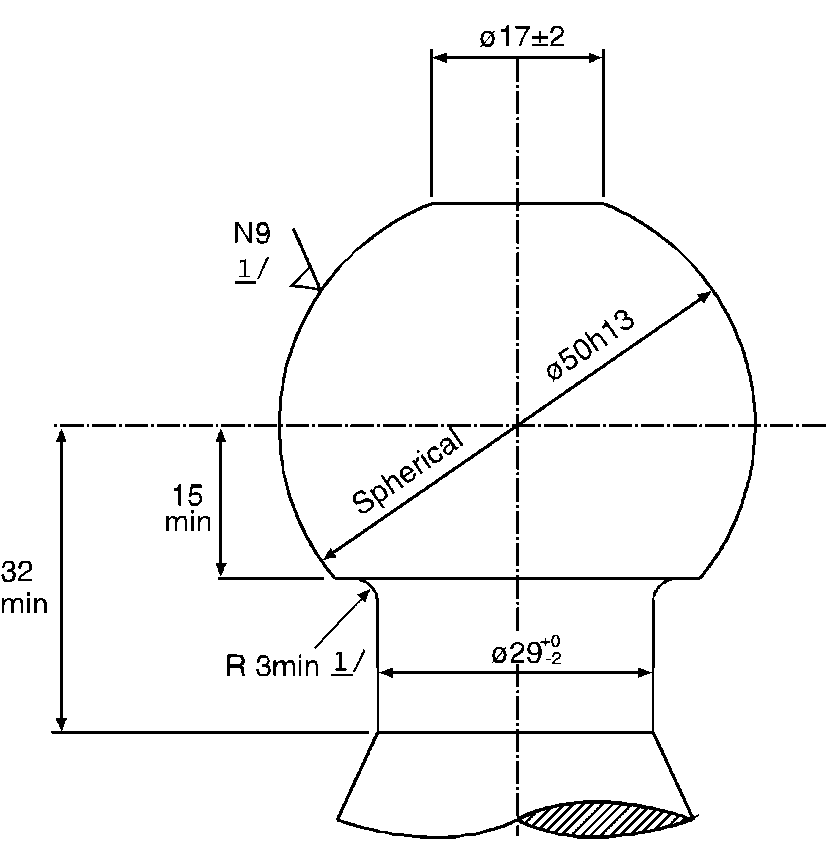 ø17±2
N9
1/
ø50h13
Spherical
15
min
32
min
R 3min 1/
ø29+0-2